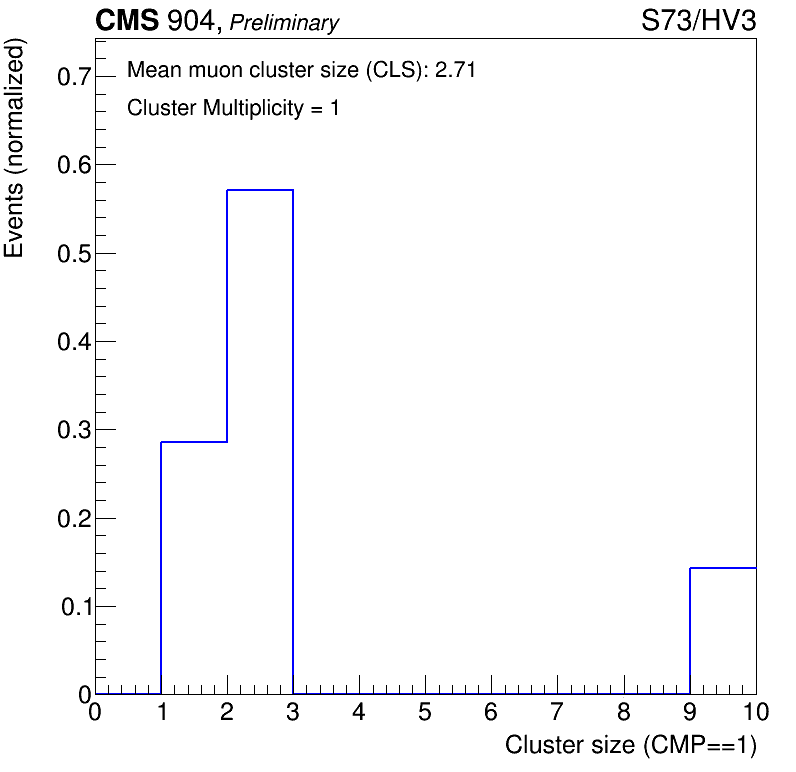 CMS 904, Preliminary
S73/HV3
Mean muon cluster size (CLS): 2.71
Cluster Multiplicity = 1
Events (normalized)
0.7
0.6
0.5
0.4
0.3
0.2
0.1
0
0 1 2 3 4 5 6 7 8 9 10
Cluster size (CMP==1)